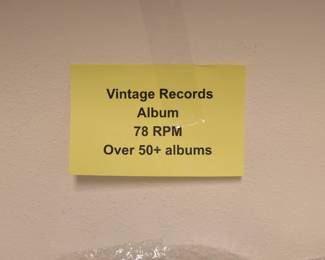 Vintage Records
Album
78 RPM
Over 50+ albums